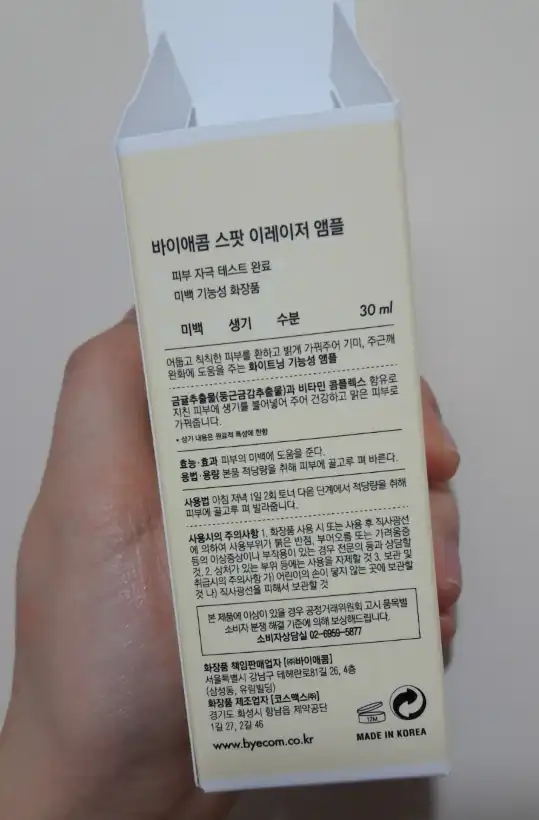 바이애콤 스팟 이레이저 앰플
피부 자극 테스트 완료
미백 기능성 화장품
미백 생기 수분 30 ml
어둡고 칙칙한 피부를 환하고 밝게 가꿔주어 기미, 주근깨
완화에 도움을 주는 화이트닝 기능성 앰플
금귤추출물(둥근금감추출물)과 비타민 콤플렉스 함유로
지친 피부에 생기를 불어넣어 주어 건강하고 맑은 피부로
가꿔줍니다.
* 상기 내용은 원료적 특성에 한함
효능·효과 피부의 미백에 도움을 준다.
용법·용량 본품 적당량을 취해 피부에 골고루 펴 바른다.
사용법 아침 저녁 1일 2회 토너 다음 단계에서 적당량을 취해
피부에 골고루 펴 발라줍니다.
사용시의 주의사항 1. 화장품 사용 시 또는 사용 후 직사광선
에 의하여 사용부위가 붉은 반점, 부어오름 또는 가려움증
등의 이상증상이나 부작용이 있는 경우 전문의 등과 상담할
것. 2. 상처가 있는 부위 등에는 사용을 자제할 것 3. 보관 및
취급시의 주의사항 가) 어린이의 손이 닿지 않는 곳에 보관할
것 나) 직사광선을 피해서 보관할 것
본 제품에 이상이 있을 경우 공정거래위원회 고시 품목별
소비자 분쟁 해결 기준에 의해 보상해드립니다.
소비자상담실 02-6959-5877
화장품 책임판매업자 [㈜바이애콤]
서울특별시 강남구 테헤란로81길 26, 4층
(삼성동, 유림빌딩)
화장품 제조업자 [코스맥스㈜]
경기도 화성시 향남읍 제약공단
1길 27, 2길 46
12M
www.byecom.co.kr
MADE IN KOREA